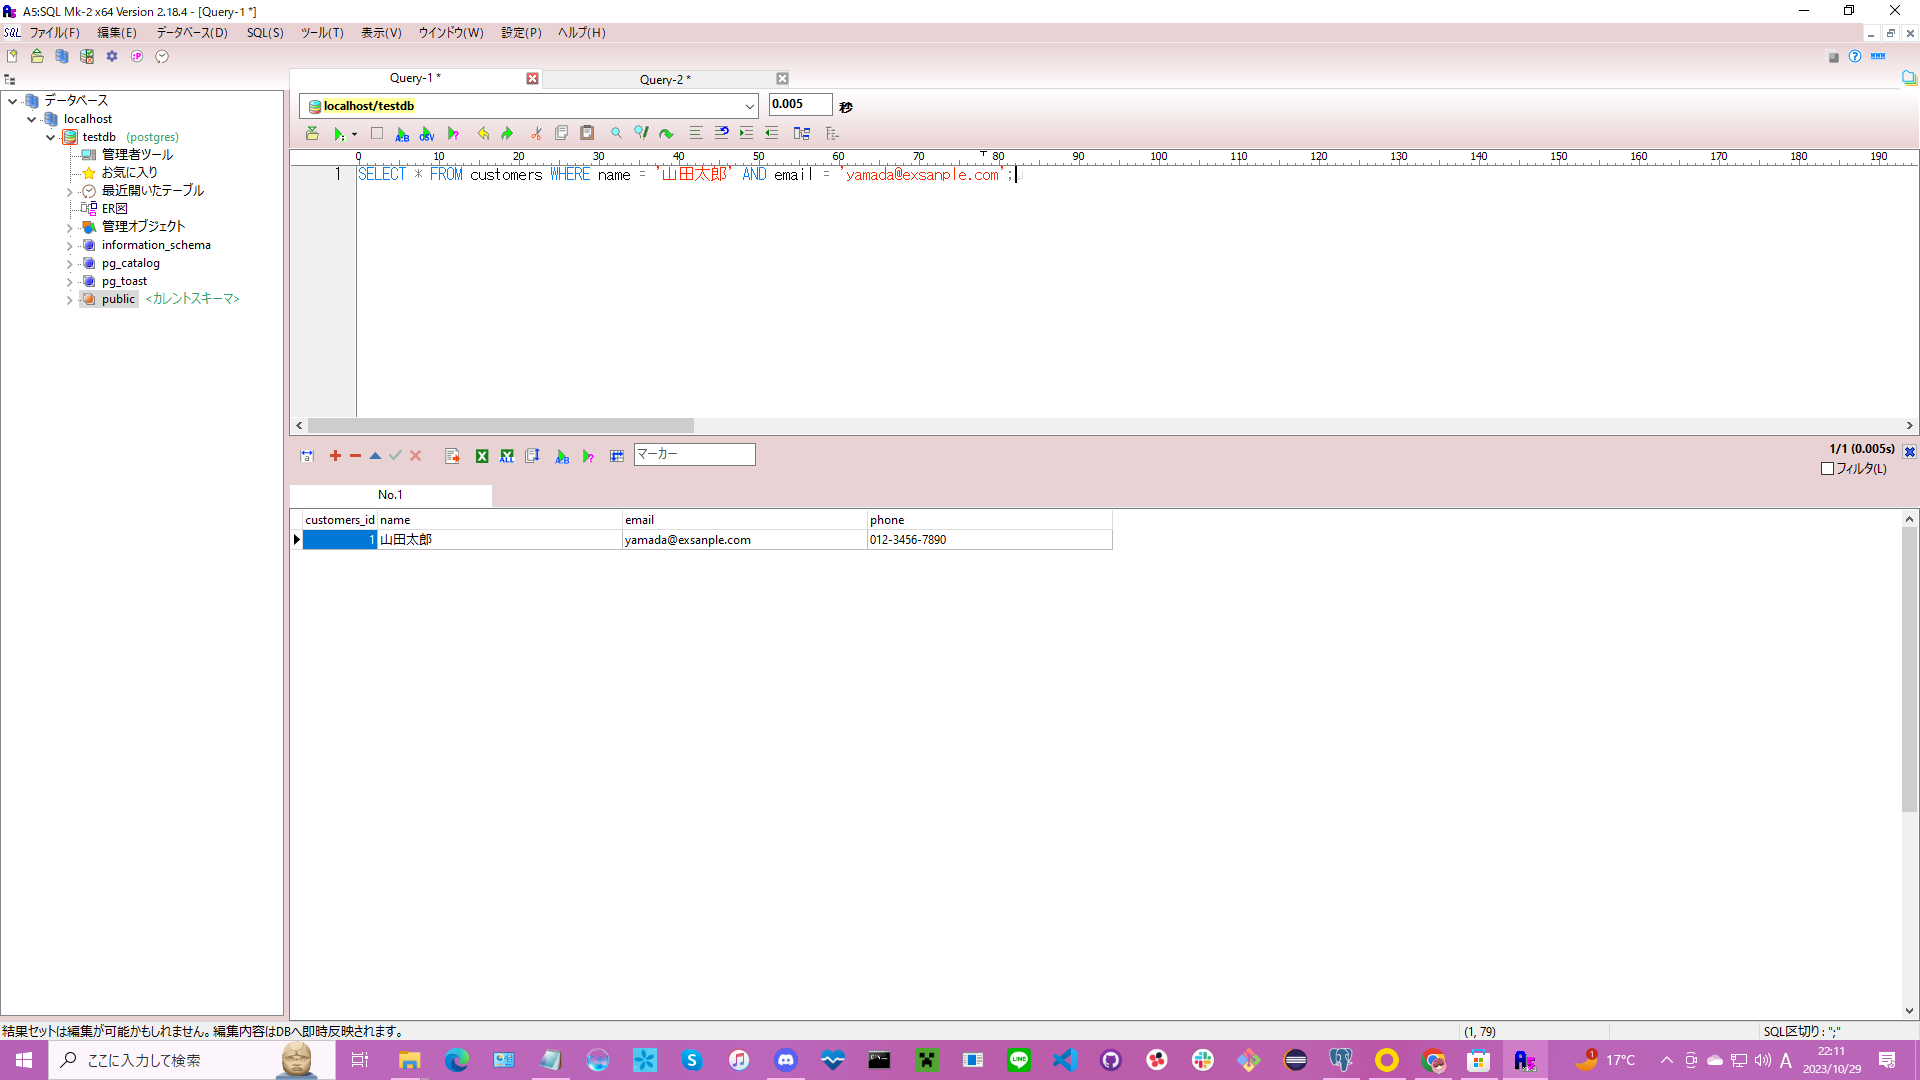 A5:SQL Mk-2 x64 Version 2.18.4 - [Query-1 *]
SQL ファイル(F) 編集(E) データベース(D) SQL(S) ツール(T) 表示(V) ウインドウ(W) 設定(P) ヘルプ(H)
Query-1 * Query-2 *
データベース
localhost
testdb (postgres)
管理者ツール
お気に入り
最近開いたテーブル
ER図
管理オブジェクト
information_schema
pg_catalog
pg_toast
public <カレントスキーマ>
localhost/testdb 0.005 秒
0 10 20 30 40 50 60 70 80 90 100 110 120 130 140 150 160 170 180 190
1 SELECT * FROM customers WHERE name = '山田太郎' AND email = 'yamada@exsanple.com';
マーカー
1/1 (0.005s)
フィルタ(L)
No.1
customers_id name email phone
1 山田太郎 yamada@exsanple.com 012-3456-7890
結果セットは編集が可能かもしれません。編集内容はDBへ即時反映されます。 (1, 79) SQL区切り : ";"
ここに入力して検索
LINE
1 17°C A 22:11
2023/10/29